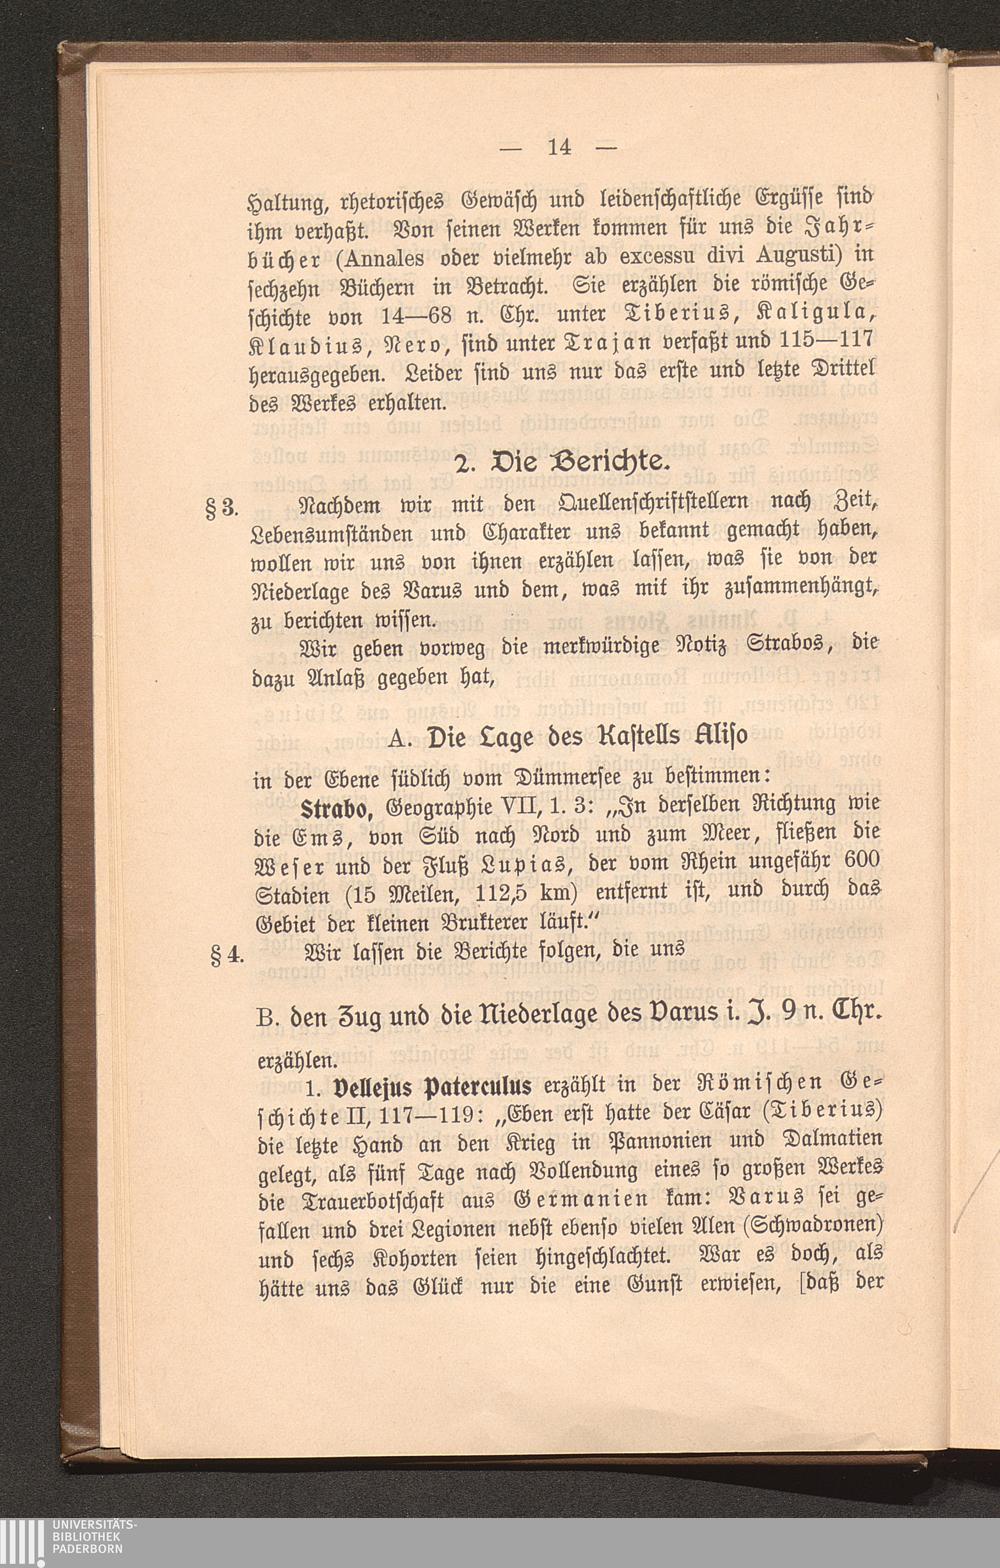 — 14 —
Haltung, rhetorisches Gewäsch und leidenschaftliche Ergüsse sind
ihm verhaßt. Von seinen Werken kommen für uns die Jahr-
bücher (Annales oder vielmehr ab excessu divi Augusti) in
sechzehn Büchern in Betracht. Sie erzählen die römische Ge-
schichte von 14—68 n. Chr. unter Tiberius, Kaligula,
Klaudius, Nero, sind unter Trajan verfaßt und 115—117
herausgegeben. Leider sind uns nur das erste und letzte Drittel
des Werkes erhalten.
2. Die Berichte.
§ 3. Nachdem wir mit den Quellenschriftstellern nach Zeit,
Lebensumständen und Charakter uns bekannt gemacht haben,
wollen wir uns von ihnen erzählen lassen, was sie von der
Niederlage des Varus und dem, was mit ihr zusammenhängt,
zu berichten wissen.
Wir geben vorweg die merkwürdige Notiz Strabos, die
dazu Anlaß gegeben hat,
A. Die Lage des Kastells Aliso
in der Ebene südlich vom Dümmersee zu bestimmen:
Strabo, Geographie VII, 1. 3: „In derselben Richtung wie
die Ems, von Süd nach Nord und zum Meer, fließen die
Weser und der Fluß Lupias, der vom Rhein ungefähr 600
Stadien (15 Meilen, 112,5 km) entfernt ist, und durch das
Gebiet der kleinen Brukterer läuft."
§ 4. Wir lassen die Berichte folgen, die uns
B. den Zug und die Niederlage des Varus i. J. 9 n. Chr.
erzählen.
1. Vellejus Paterculus erzählt in der Römischen Ge-
schichte II, 117—119: „Eben erst hatte der Cäsar (Tiberius)
die letzte Hand an den Krieg in Pannonien und Dalmatien
gelegt, als fünf Tage nach Vollendung eines so großen Werkes
die Trauerbotschaft aus Germanien kam: Varus sei ge-
fallen und drei Legionen nebst ebenso vielen Alen (Schwadronen)
und sechs Kohorten seien hingeschlachtet. War es doch, als
hätte uns das Glück nur die eine Gunst erwiesen, [daß der
UNIVERSITÄTS-
BIBLIOTHEK
PADERBORN